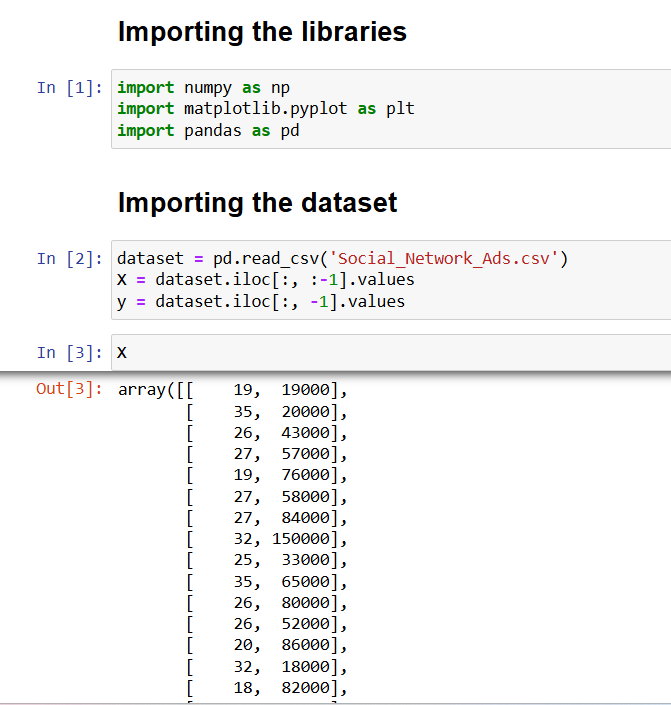 Importing the libraries
In [1]: import numpy as np
import matplotlib.pyplot as plt
import pandas as pd
Importing the dataset
In [2]: dataset = pd.read_csv('Social_Network_Ads.csv')
X = dataset.iloc[:, :-1].values
y = dataset.iloc[:, -1].values
In [3]: X
Out[3]: array([[    19,  19000],
[    35,  20000],
[    26,  43000],
[    27,  57000],
[    19,  76000],
[    27,  58000],
[    27,  84000],
[    32, 150000],
[    25,  33000],
[    35,  65000],
[    26,  80000],
[    26,  52000],
[    20,  86000],
[    32,  18000],
[    18,  82000],